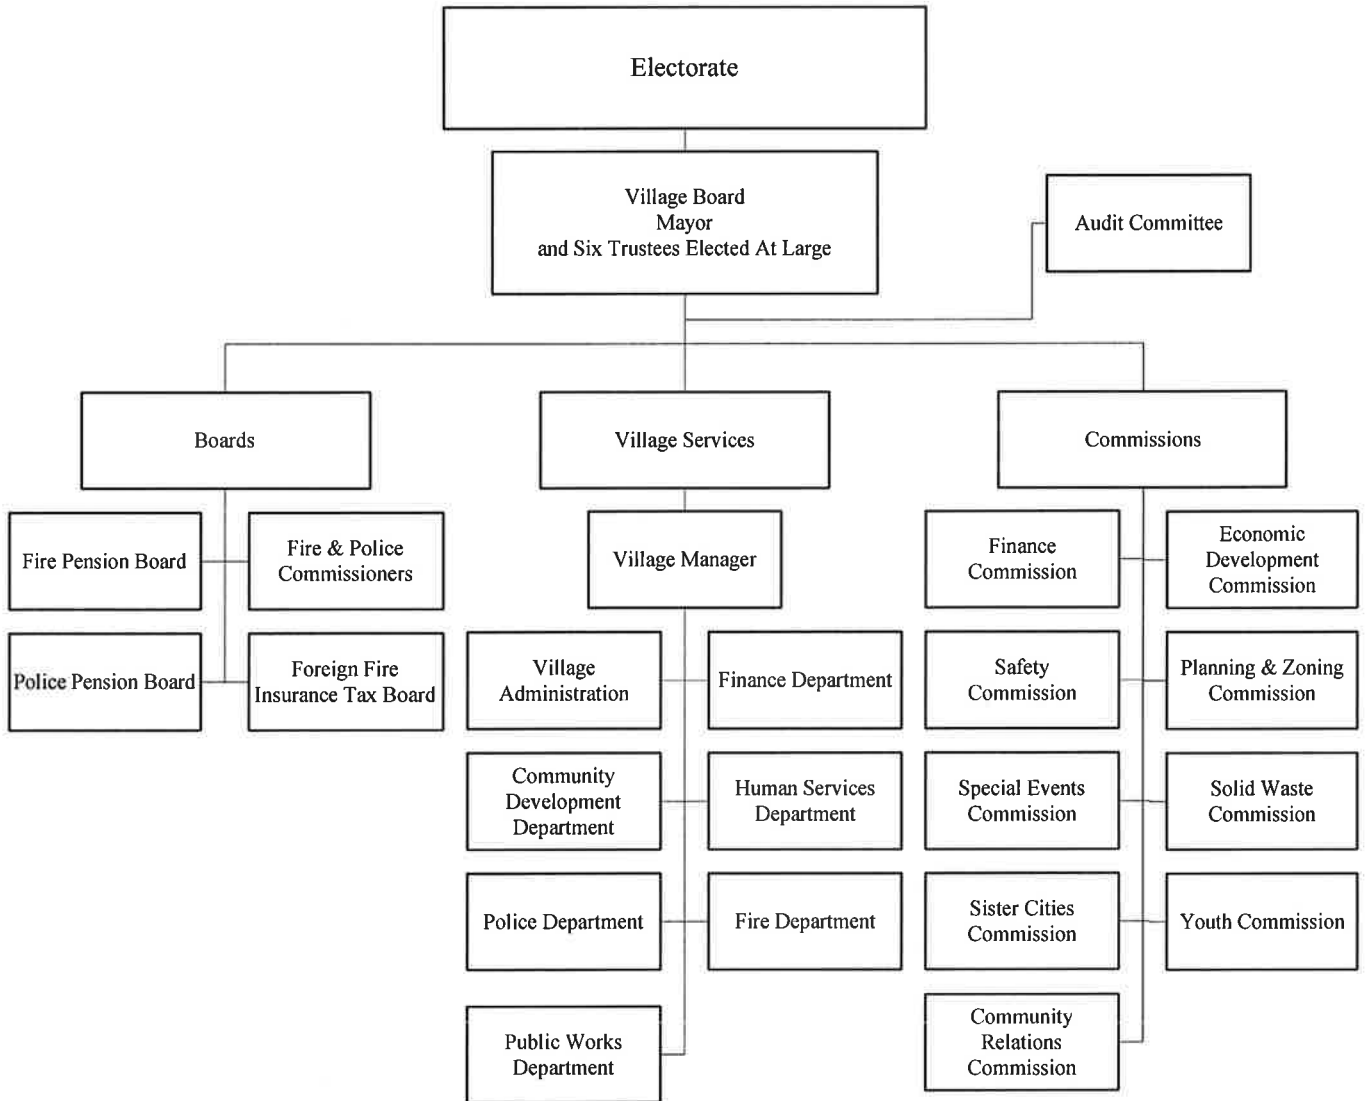 Electorate
Village Board
Mayor
and Six Trustees Elected At Large
Audit Committee
Boards
Village Services
Commissions
Fire Pension Board
Fire & Police
Commissioners
Police Pension Board
Foreign Fire
Insurance Tax Board
Village Manager
Village
Administration
Finance Department
Community
Development
Department
Human Services
Department
Police Department
Fire Department
Public Works
Department
Finance
Commission
Economic
Development
Commission
Safety
Commission
Planning & Zoning
Commission
Special Events
Commission
Solid Waste
Commission
Sister Cities
Commission
Youth Commission
Community
Relations
Commission